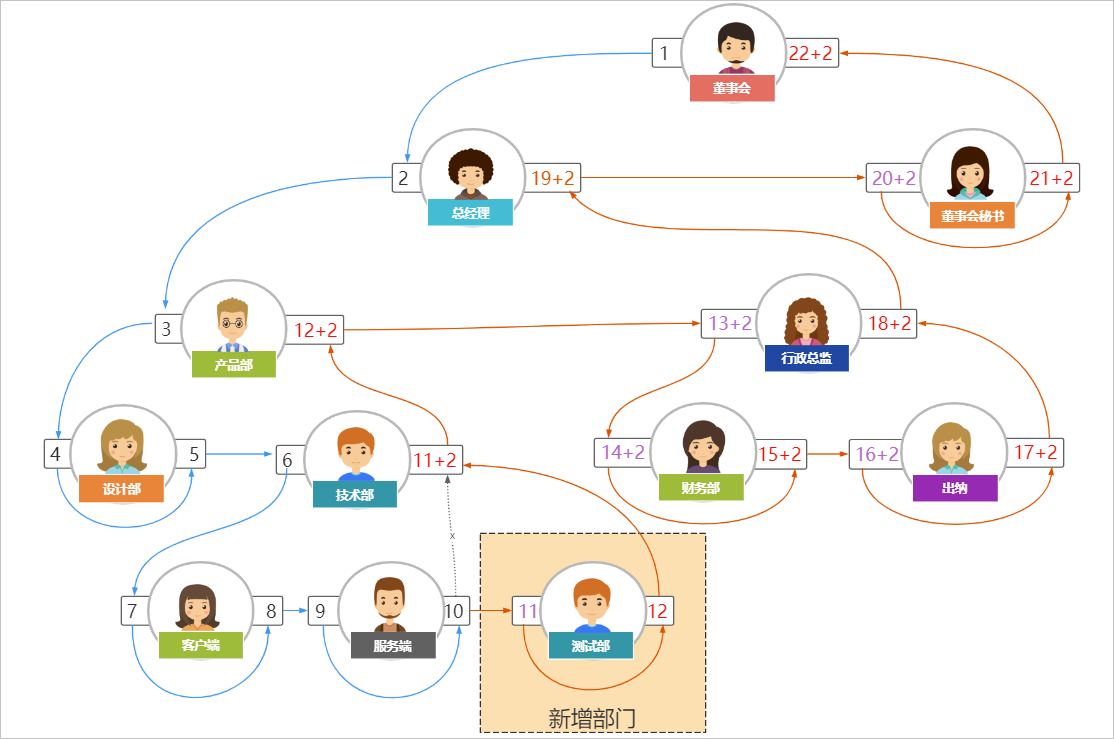 1
22+2
董事会
2
19+2
总经理
20+2
21+2
董事会秘书
3
12+2
产品部
13+2
18+2
行政总监
4
5
设计部
6
11+2
技术部
14+2
15+2
财务部
16+2
17+2
出纳
x
7
8
客户端
9
10
服务端
11
12
测试部
新增部门